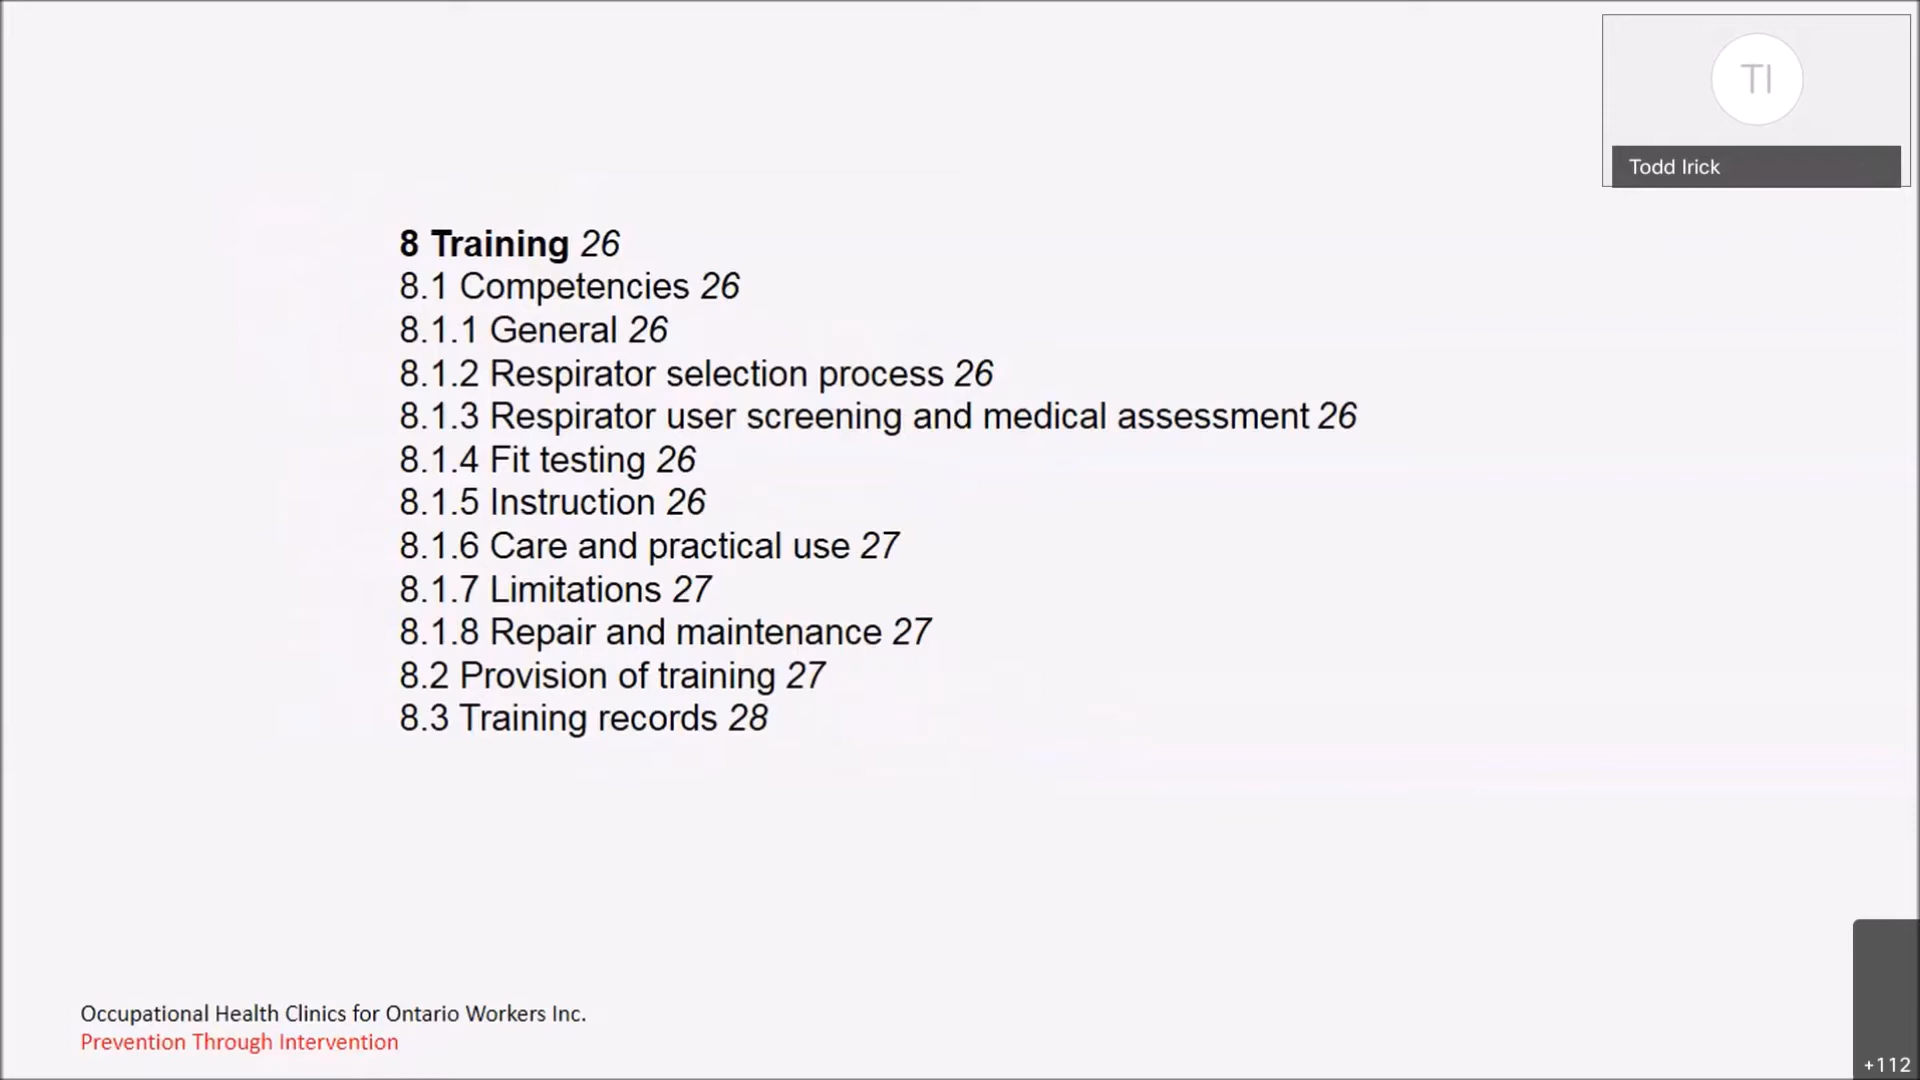 TI
Todd Irick
8 Training 26
8.1 Competencies 26
8.1.1 General 26
8.1.2 Respirator selection process 26
8.1.3 Respirator user screening and medical assessment 26
8.1.4 Fit testing 26
8.1.5 Instruction 26
8.1.6 Care and practical use 27
8.1.7 Limitations 27
8.1.8 Repair and maintenance 27
8.2 Provision of training 27
8.3 Training records 28
Occupational Health Clinics for Ontario Workers Inc.
Prevention Through Intervention
+112